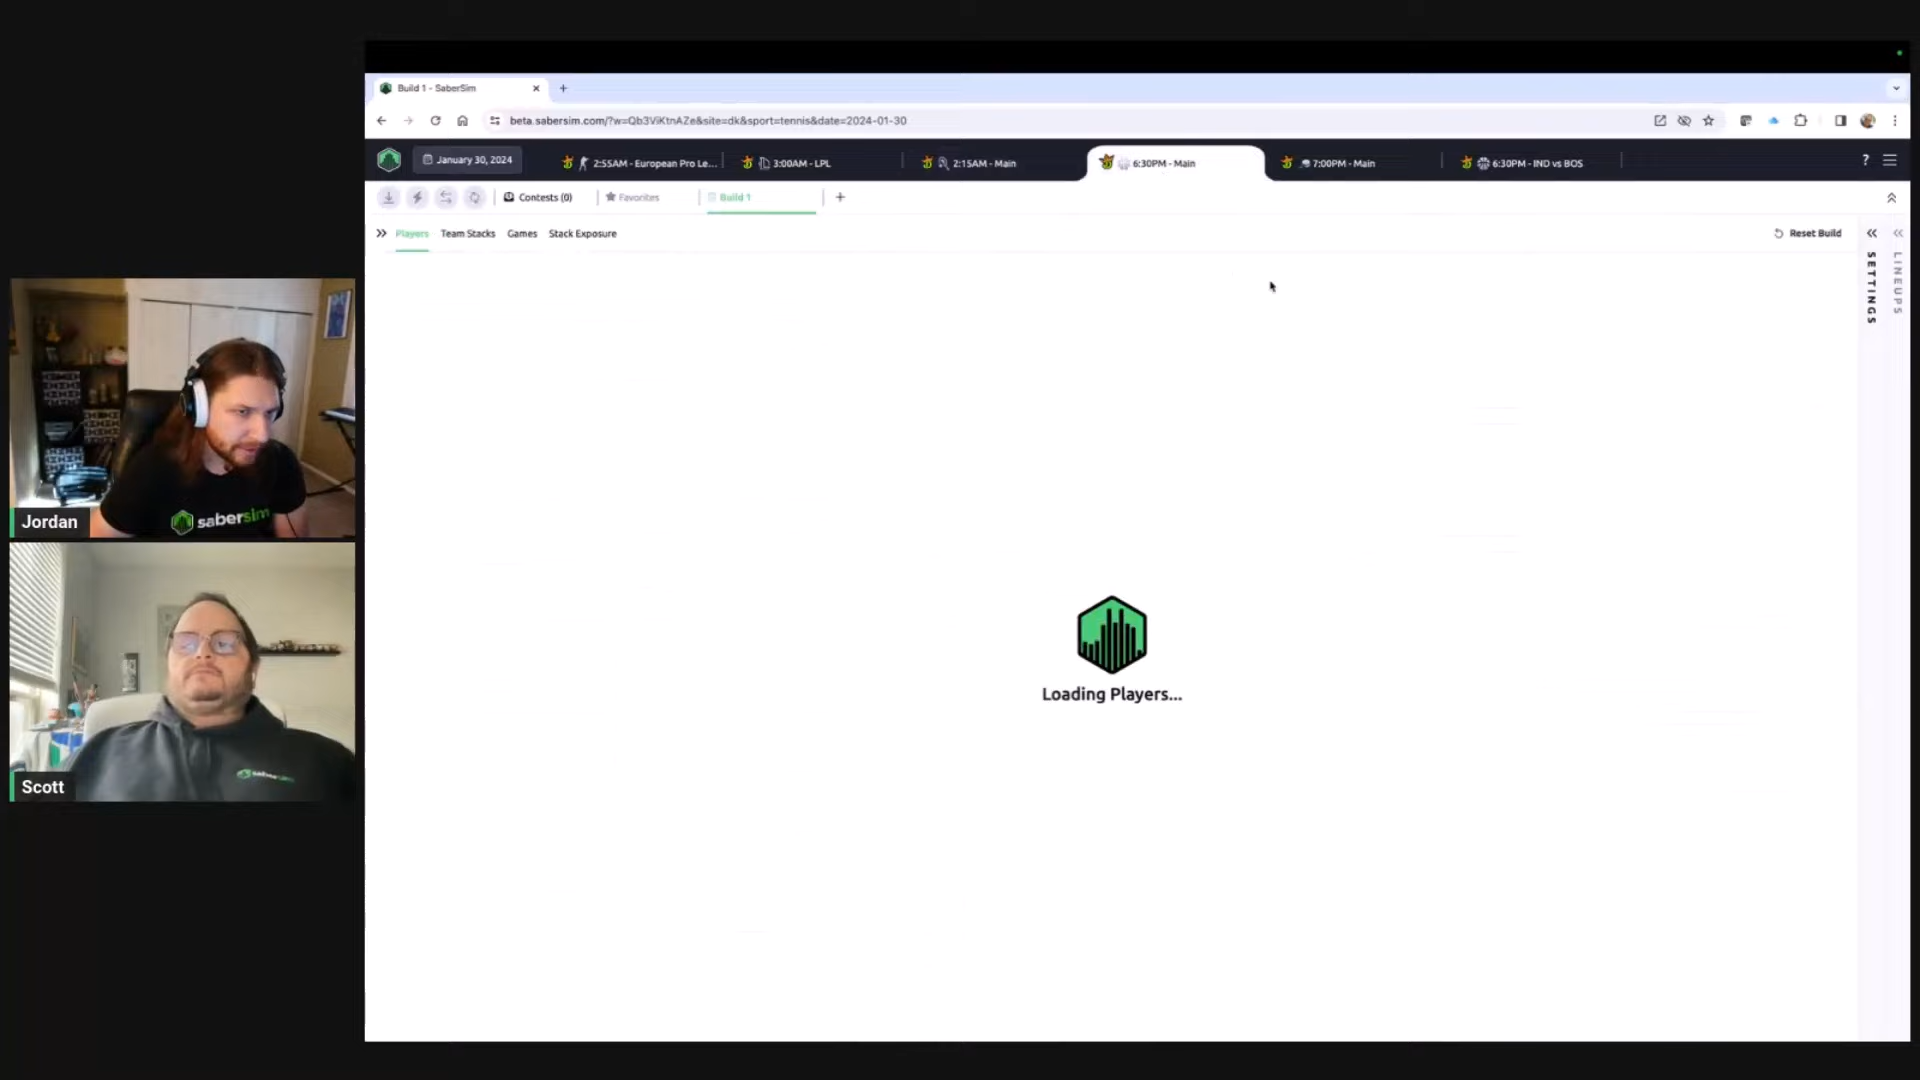 Build 1 - SaberSim
beta.sabersim.com/?w=Qb3ViKtnAZe&site=dk&sport=tennis&date=2024-01-30
January 30, 2024
2:55AM - European Pro Le...
3:00AM - LPL
2:15AM - Main
6:30PM - Main
7:00PM - Main
6:30PM - IND vs BOS
?
Contests (0)
Favorites
Build 1
Players
Team Stacks
Games
Stack Exposure
Reset Build
SETTINGS
LINEUPS
Loading Players...
sabersim
Jordan
sabersim
Scott